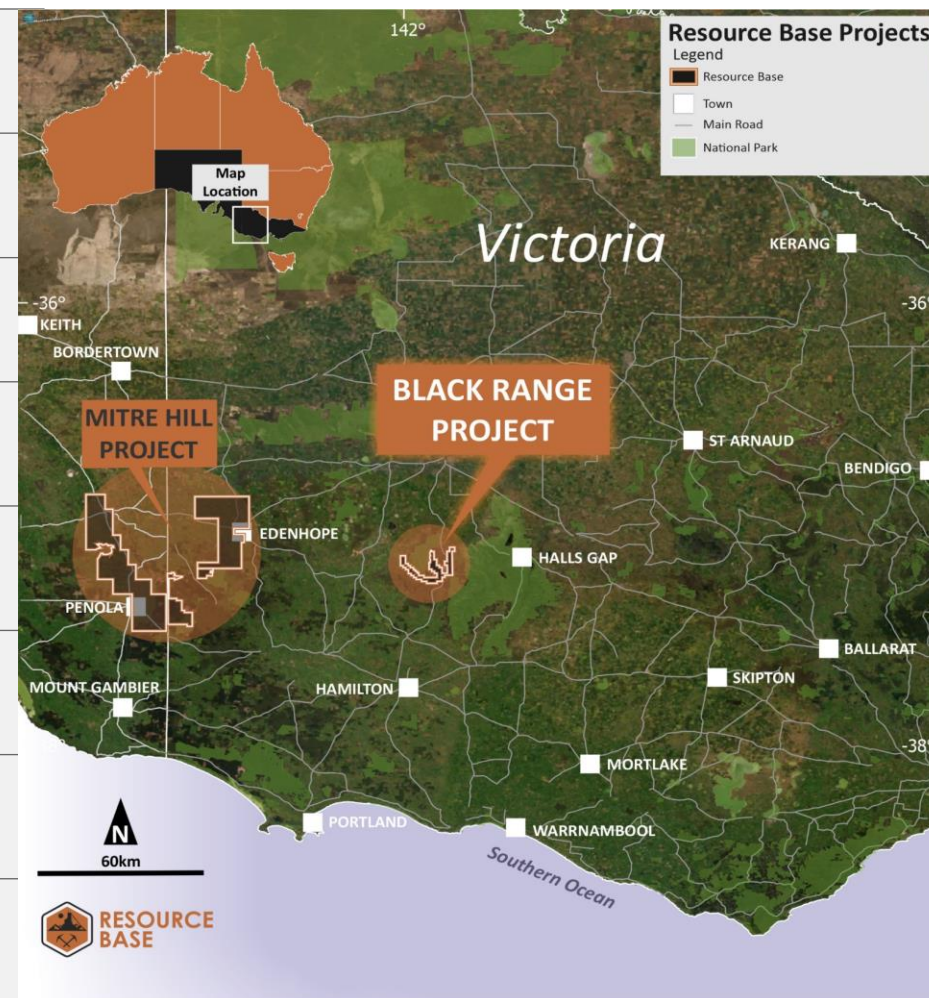 142°
Resource Base Projects
Legend
Resource Base
Town
Main Road
National Park
Map
Location
Victoria
KERANG
-36°
-36°
KEITH
BORDERTOWN
BLACK RANGE
PROJECT
MITRE HILL
PROJECT
ST ARNAUD
BENDIGO
EDENHOPE
HALLS GAP
PENOLA
BALLARAT
MOUNT GAMBIER
HAMILTON
SKIPTON
-38°
MORTLAKE
PORTLAND
WARRNAMBOOL
Southern Ocean
N
60km
RESOURCE
BASE